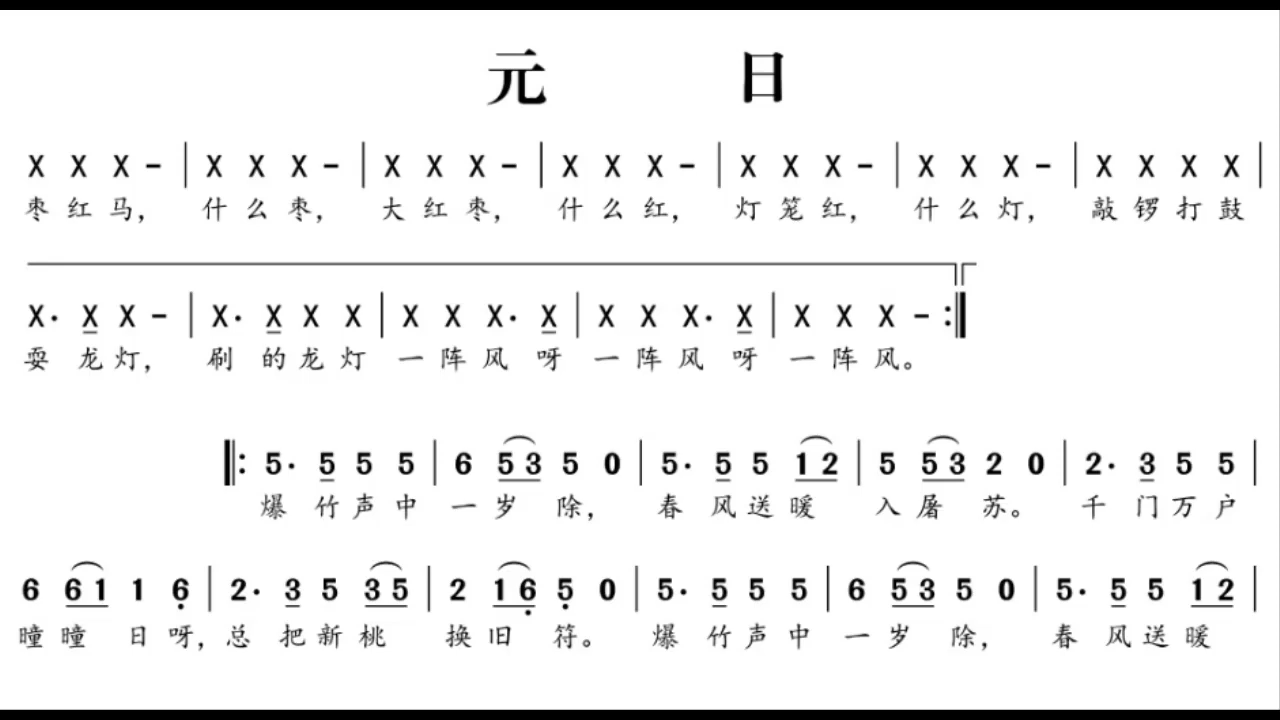 元 日
X X X - | X X X - | X X X - | X X X - | X X X - | X X X - | X X X X |
枣红马， 什么枣， 大红枣， 什么红， 灯笼红， 什么灯， 敲锣打鼓
X· X X - | X· X X X | X X X· X | X X X· X | X X X - :|
耍 龙灯， 刷 的龙灯 一阵风 呀 一阵风 呀 一阵风。
|: 5· 5 5 5 | 6 53 5 0 | 5· 5 5 12 | 5 53 2 0 | 2· 3 5 5 |
爆 竹声中 一岁 除， 春 风送暖 入屠 苏。 千 门万户
6 61 1 6̣ | 2· 3 5 35 | 2 16̣ 5̣ 0 | 5· 5 5 5 | 6 53 5 0 | 5· 5 5 12 |
曈曈 日呀， 总 把新桃 换旧 符。 爆 竹声中 一岁 除， 春 风送暖